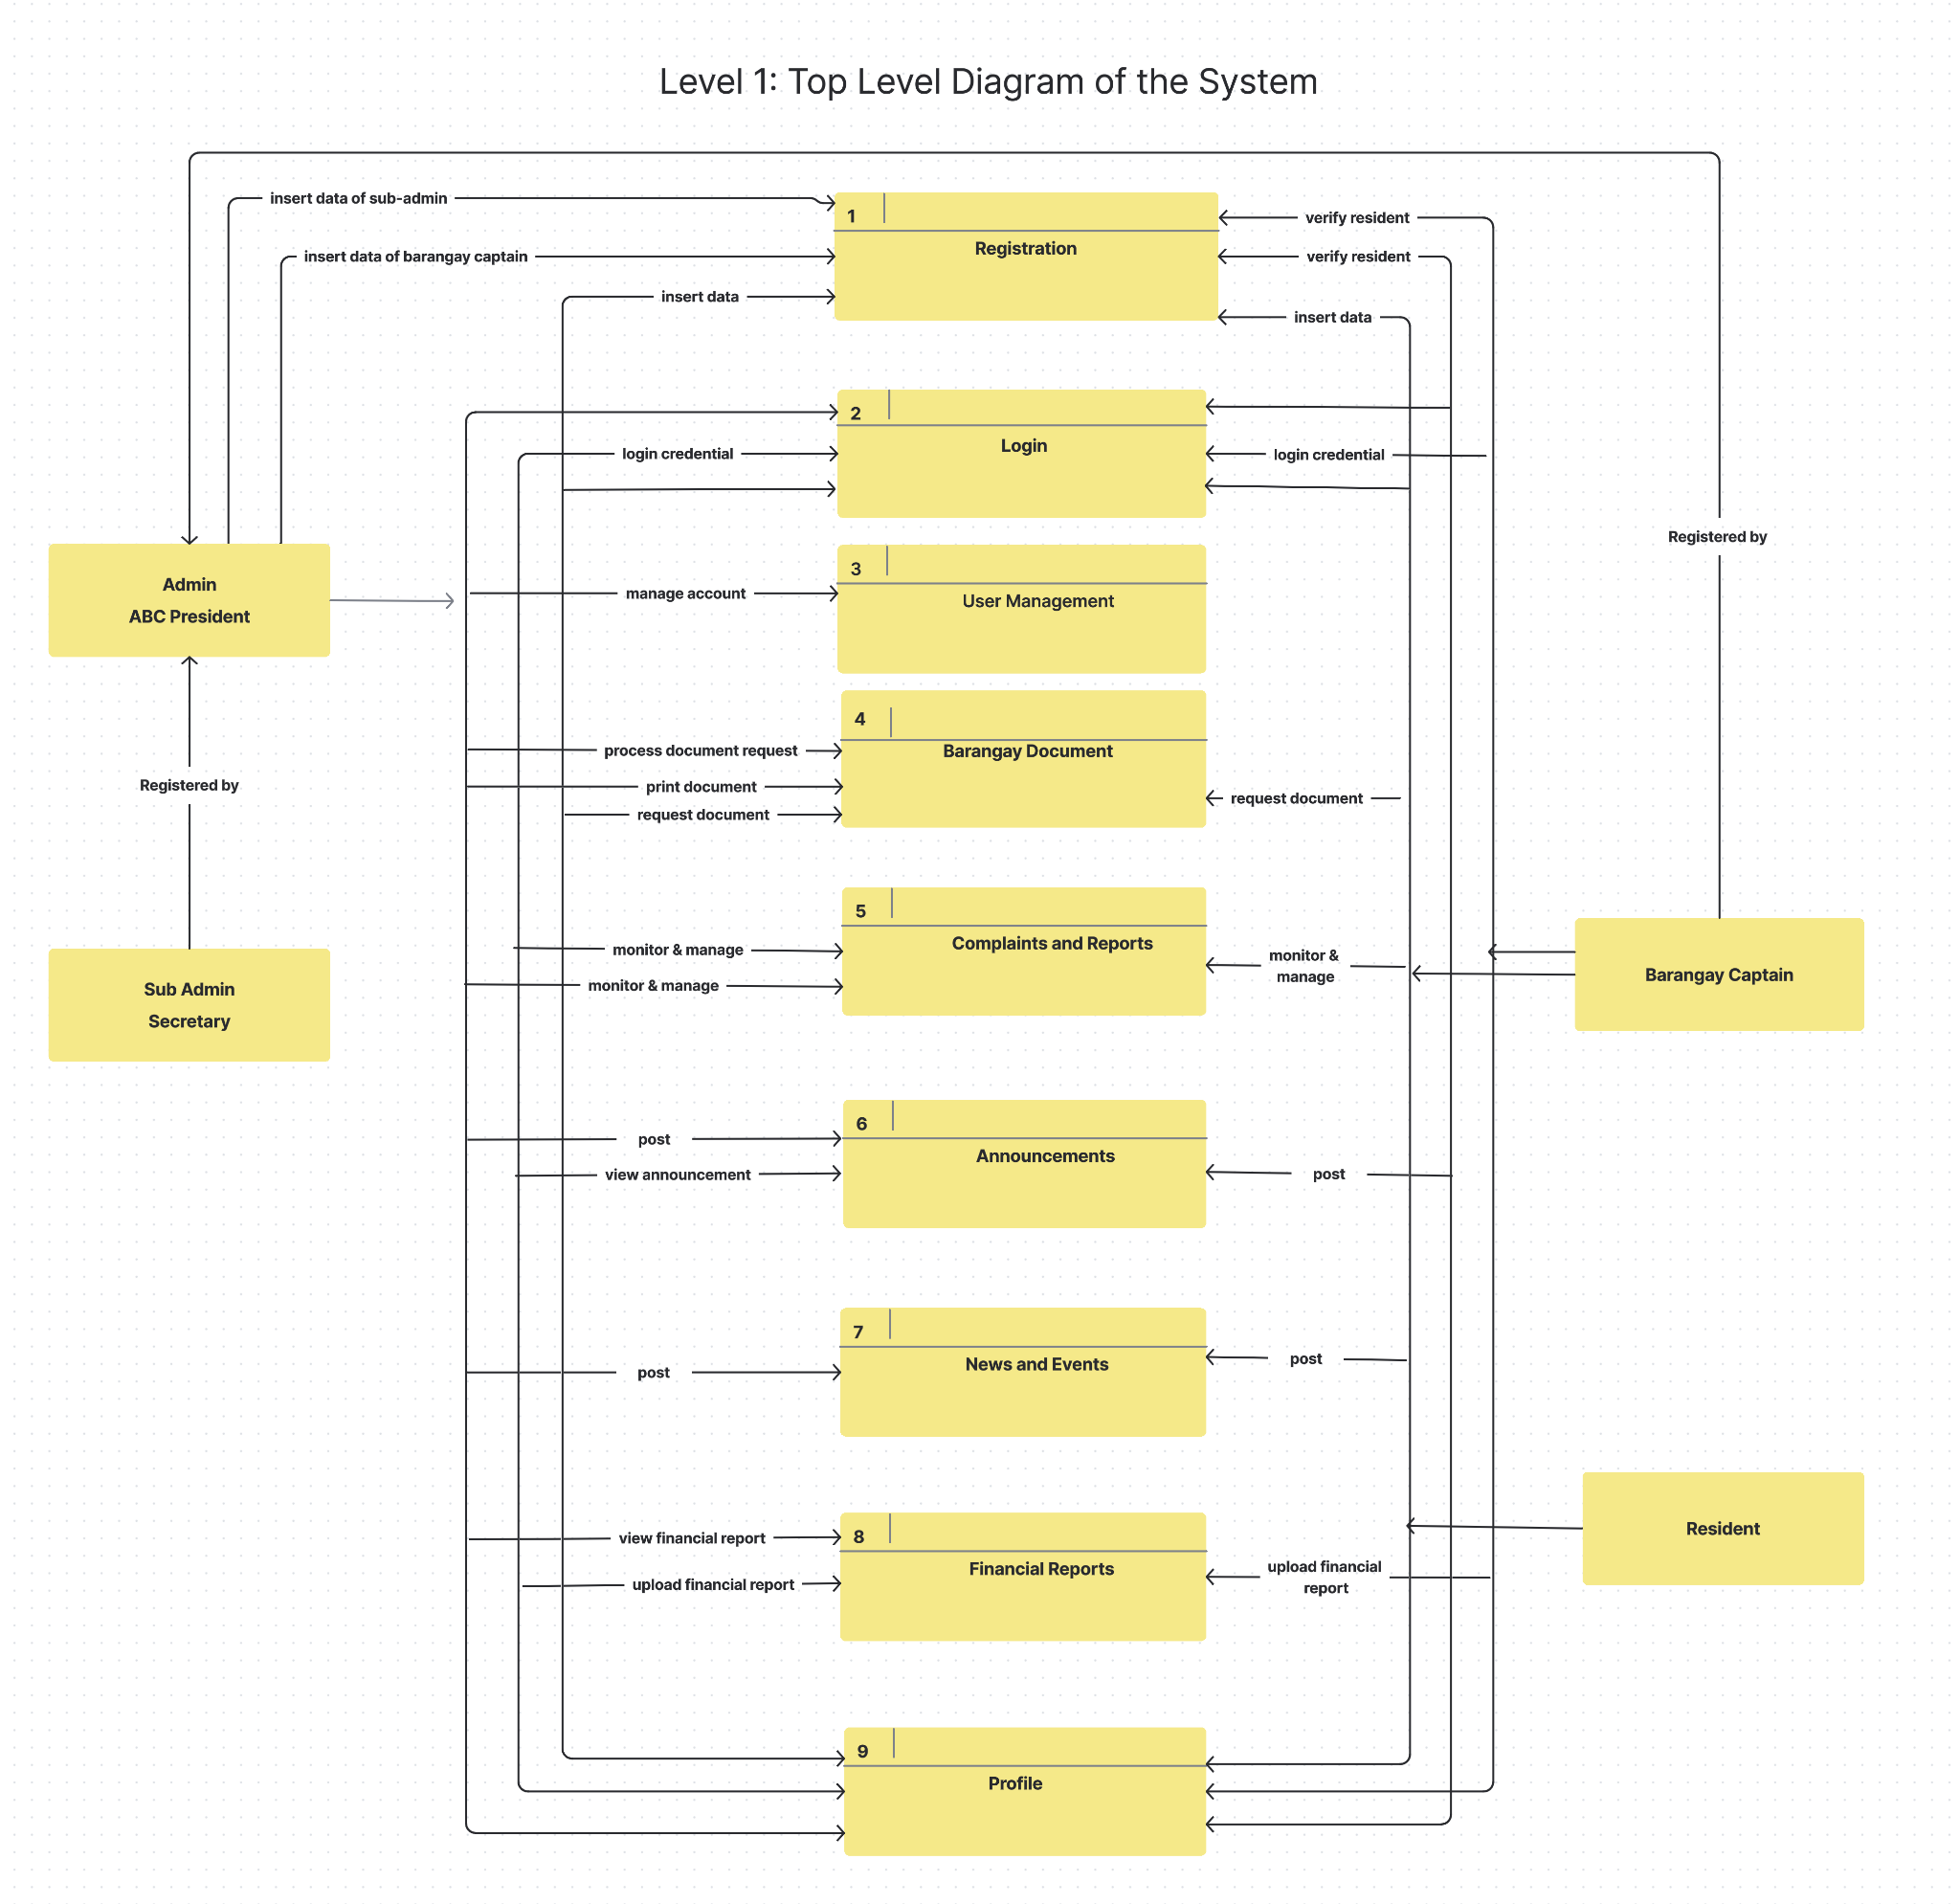 Level 1: Top Level Diagram of the System
insert data of sub-admin
1
verify resident
Registration
insert data of barangay captain
verify resident
insert data
insert data
2
Login
login credential
login credential
Registered by
3
Admin
ABC President
manage account
User Management
4
process document request
Barangay Document
Registered by
print document
request document
request document
5
monitor & manage
Complaints and Reports
monitor &
manage
monitor & manage
Sub Admin
Secretary
Barangay Captain
6
post
Announcements
view announcement
post
7
News and Events
post
post
8
view financial report
Resident
Financial Reports
upload financial report
upload financial
report
9
Profile